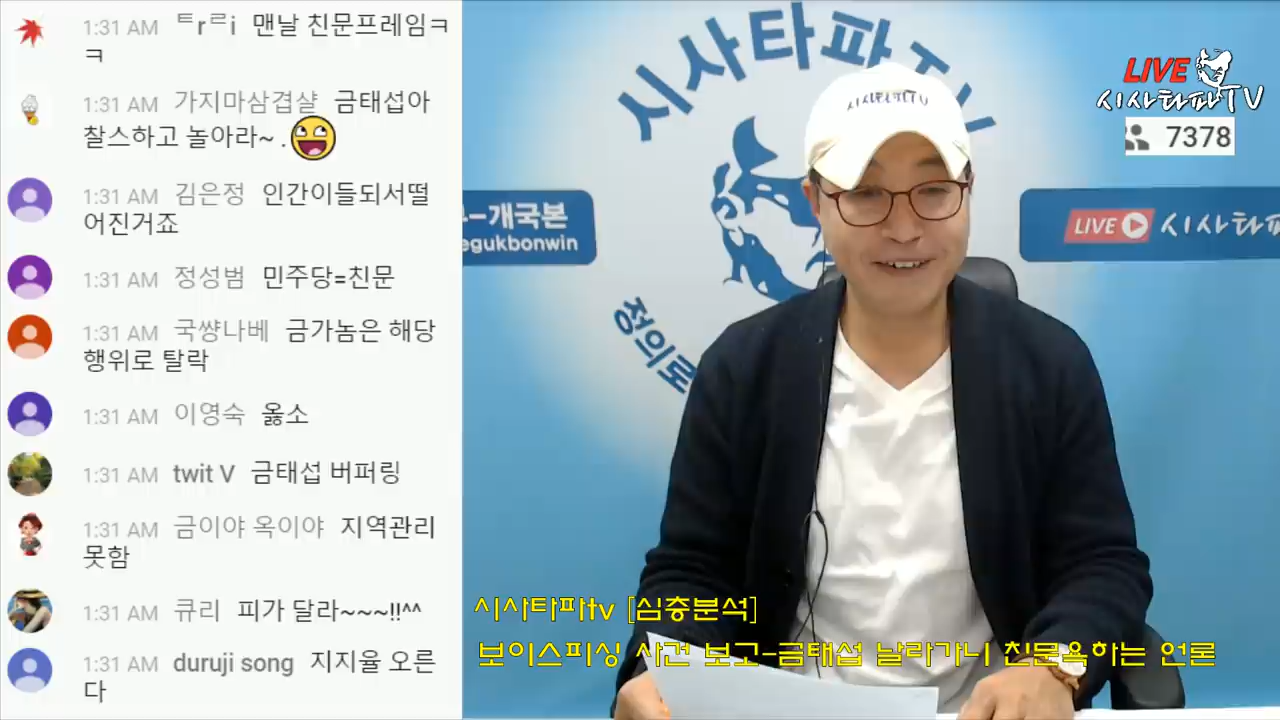 1:31 AM ᄐrᄅi 맨날 친문프레임ㅋ
ㅋ
1:31 AM 가지마삼겹샬 금태섭아
찰스하고 놀아라~ .
1:31 AM 김은정 인간이들되서떨
어진거죠
1:31 AM 정성범 민주당=친문
1:31 AM 국썅나베 금가놈은 해당
행위로 탈락
1:31 AM 이영숙 옳소
1:31 AM twit V 금태섭 버퍼링
1:31 AM 금이야 옥이야 지역관리
못함
1:31 AM 큐리 피가 달라~~~!!^^
1:31 AM duruji song 지지율 오른
다
시사타파TV
시사타파TV
-개국본
egukbonwin
정의로
LIVE
시사타파TV
7378
LIVE 시사타파
시사타파tv [심층분석]
보이스피싱 사건 보고-금태섭 날라가니 친문욕하는 언론